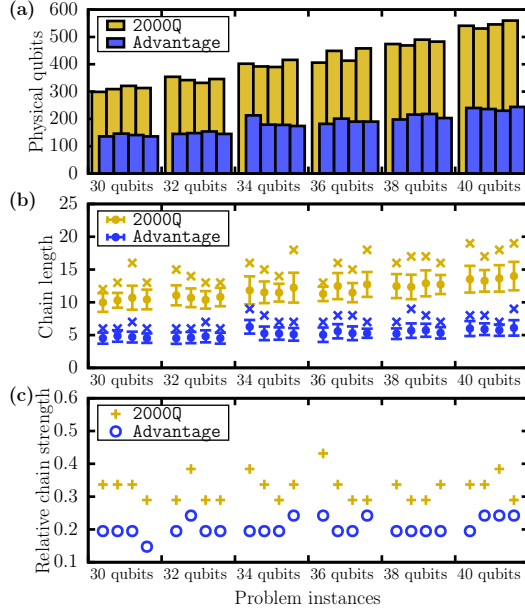 (a)
600
500
400
300
200
100
0
Physical qubits
2000Q
Advantage
30 qubits 32 qubits 34 qubits 36 qubits 38 qubits 40 qubits
(b)
25
20
15
10
5
0
Chain length
2000Q
Advantage
30 qubits 32 qubits 34 qubits 36 qubits 38 qubits 40 qubits
(c)
0.6
0.5
0.4
0.3
0.2
0.1
Relative chain strength
2000Q
Advantage
30 qubits 32 qubits 34 qubits 36 qubits 38 qubits 40 qubits
Problem instances